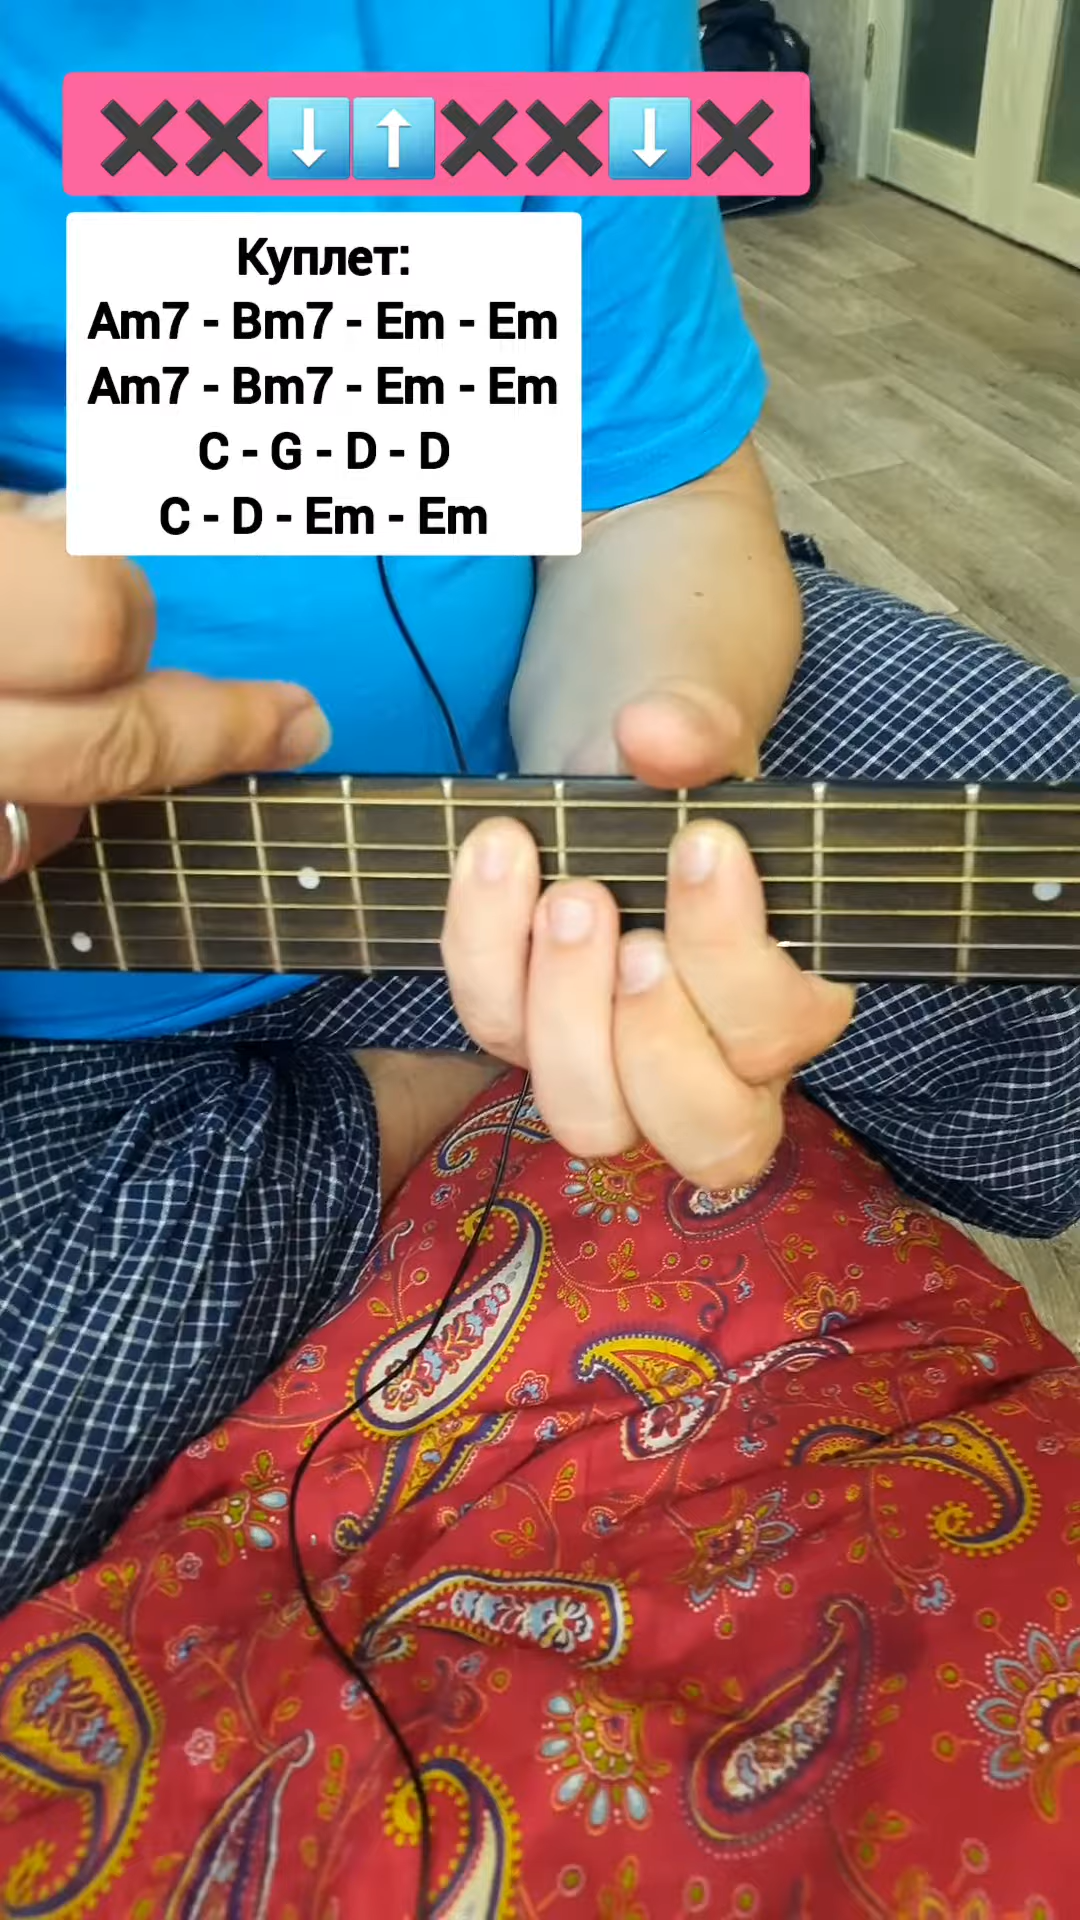 ❌❌⬇️⬆️❌❌⬇️❌
Куплет:
Am7 - Bm7 - Em - Em
Am7 - Bm7 - Em - Em
C - G - D - D
C - D - Em - Em